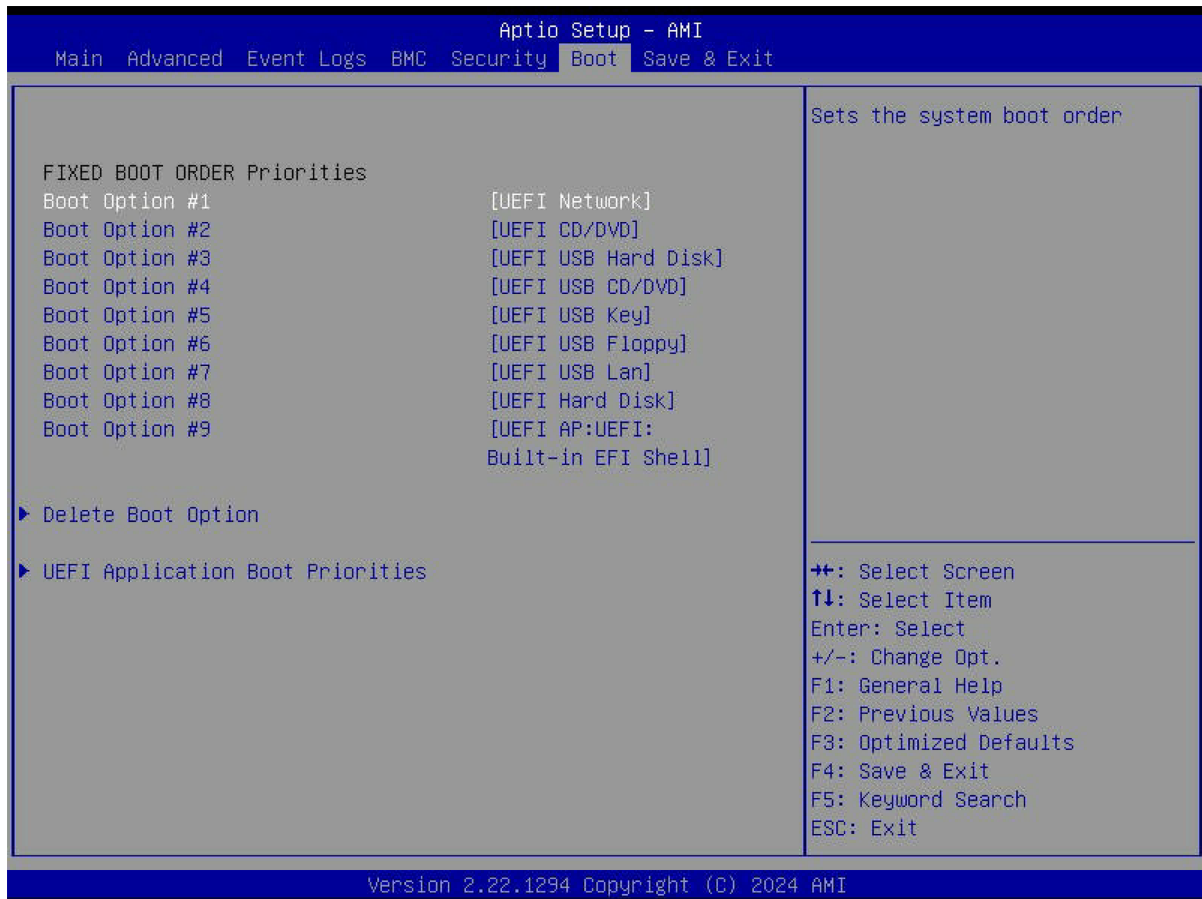 Aptio Setup – AMI
Main Advanced Event Logs BMC Security Boot Save & Exit
Sets the system boot order
FIXED BOOT ORDER Priorities
Boot Option #1 [UEFI Network]
Boot Option #2 [UEFI CD/DVD]
Boot Option #3 [UEFI USB Hard Disk]
Boot Option #4 [UEFI USB CD/DVD]
Boot Option #5 [UEFI USB Key]
Boot Option #6 [UEFI USB Floppy]
Boot Option #7 [UEFI USB Lan]
Boot Option #8 [UEFI Hard Disk]
Boot Option #9 [UEFI AP:UEFI:
Built-in EFI Shell]
Delete Boot Option
UEFI Application Boot Priorities
→←: Select Screen
↑↓: Select Item
Enter: Select
+/-: Change Opt.
F1: General Help
F2: Previous Values
F3: Optimized Defaults
F4: Save & Exit
F5: Keyword Search
ESC: Exit
Version 2.22.1294 Copyright (C) 2024 AMI